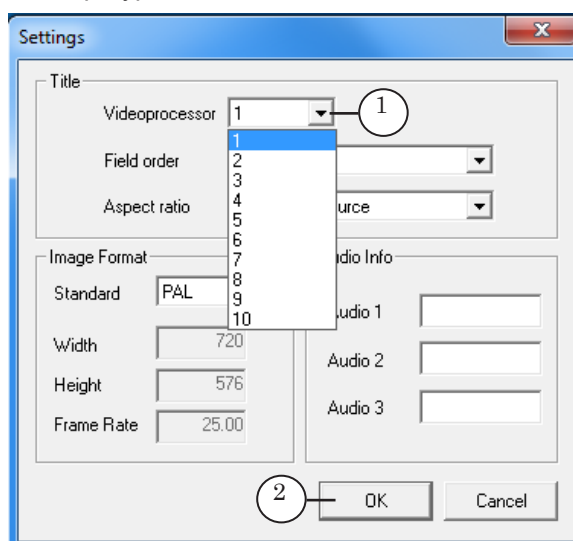 Settings
Title
Videoprocessor 1
1
1
Field order
2
3
4
Aspect ratio
urce
5
6
Image Format
dio Info
7
8
Standard PAL
9
udio 1
10
Width 720
Audio 2
Height 576
Audio 3
Frame Rate 25.00
2
OK
Cancel